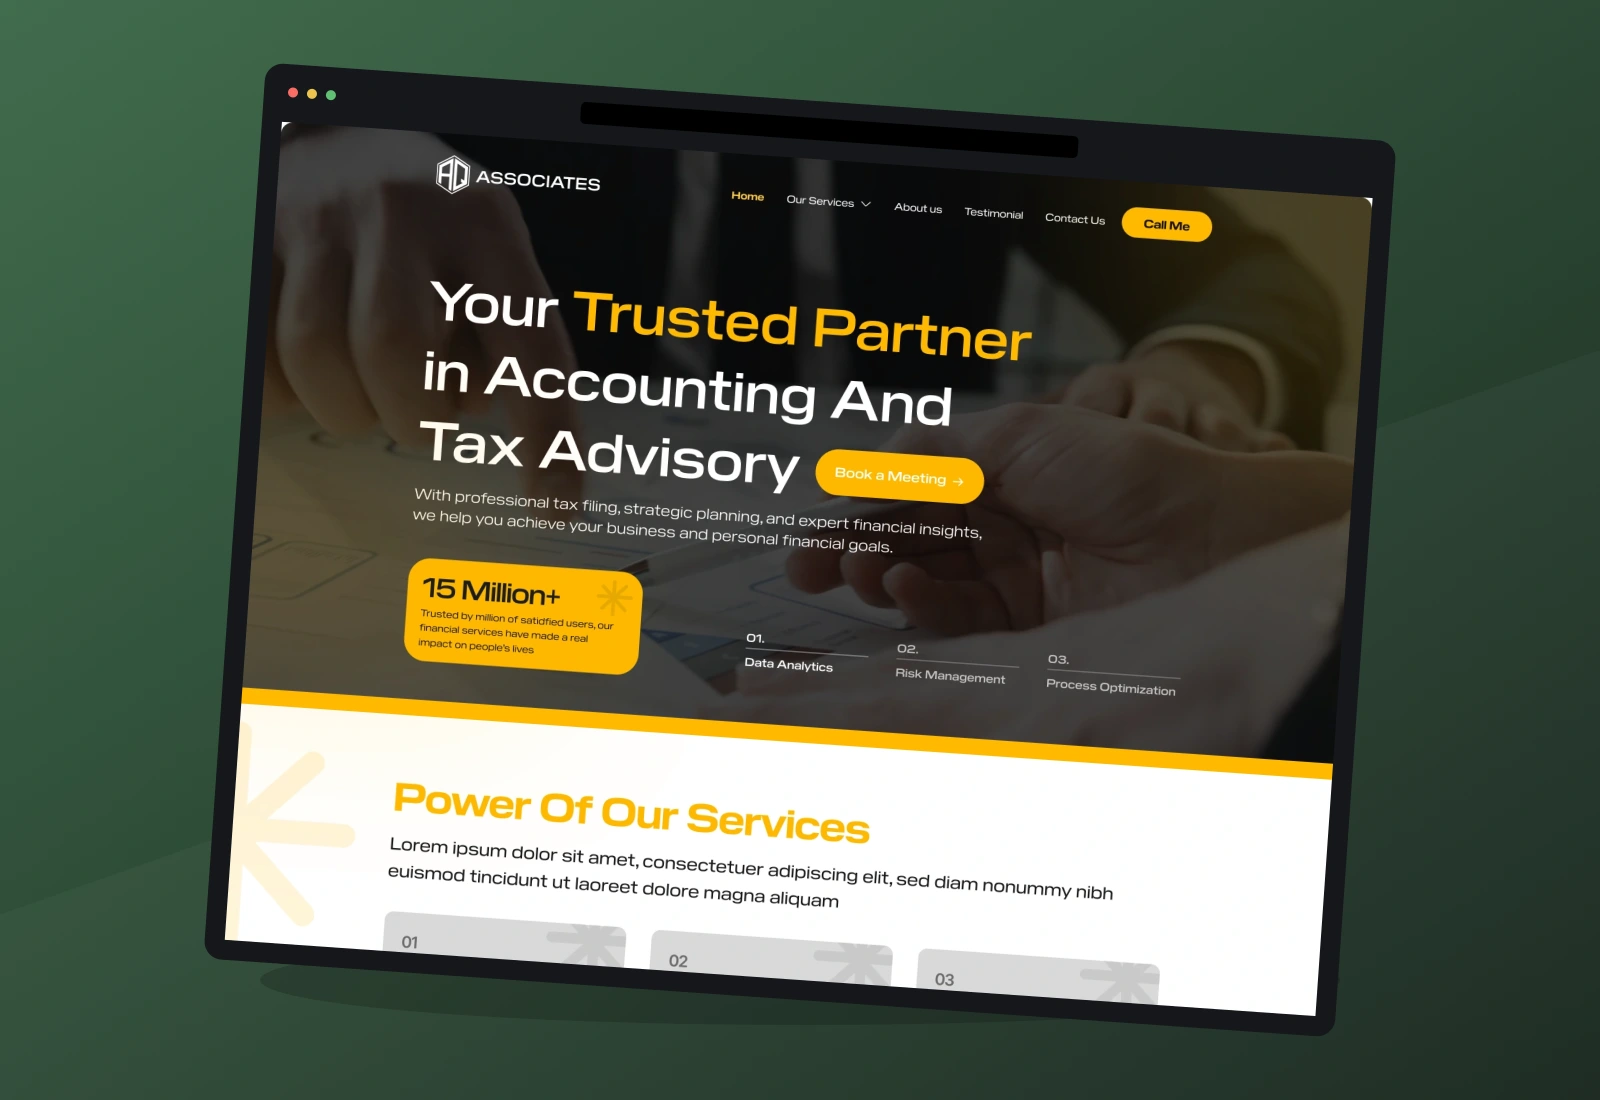 AQ ASSOCIATES
Home
Our Services
About us
Testimonial
Contact Us
Call Me
Your Trusted Partner
in Accounting And
Tax Advisory
Book a Meeting →
With professional tax filing, strategic planning, and expert financial insights,
we help you achieve your business and personal financial goals.
15 Million+
Trusted by million of satidfied users, our
financial services have made a real
impact on people's lives
01.
Data Analytics
02.
Risk Management
03.
Process Optimization
Power Of Our Services
Lorem ipsum dolor sit amet, consectetuer adipiscing elit, sed diam nonummy nibh
euismod tincidunt ut laoreet dolore magna aliquam
01
02
03